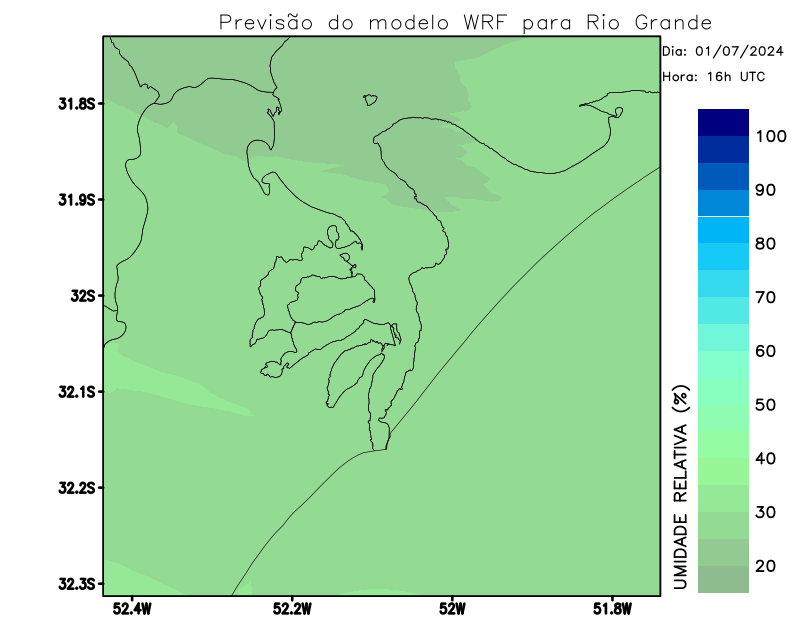 Previsão do modelo WRF para Rio Grande
Dia: 01/07/2024
Hora: 16h UTC
31.8S
31.9S
32S
32.1S
32.2S
32.3S
52.4W
52.2W
52W
51.8W
UMIDADE RELATIVA (%)
100
90
80
70
60
50
40
30
20